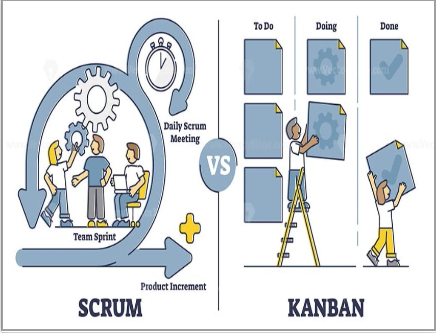 Daily Scrum
Meeting
Team Sprint
Product Increment
SCRUM
VS
To Do
Doing
Done
KANBAN